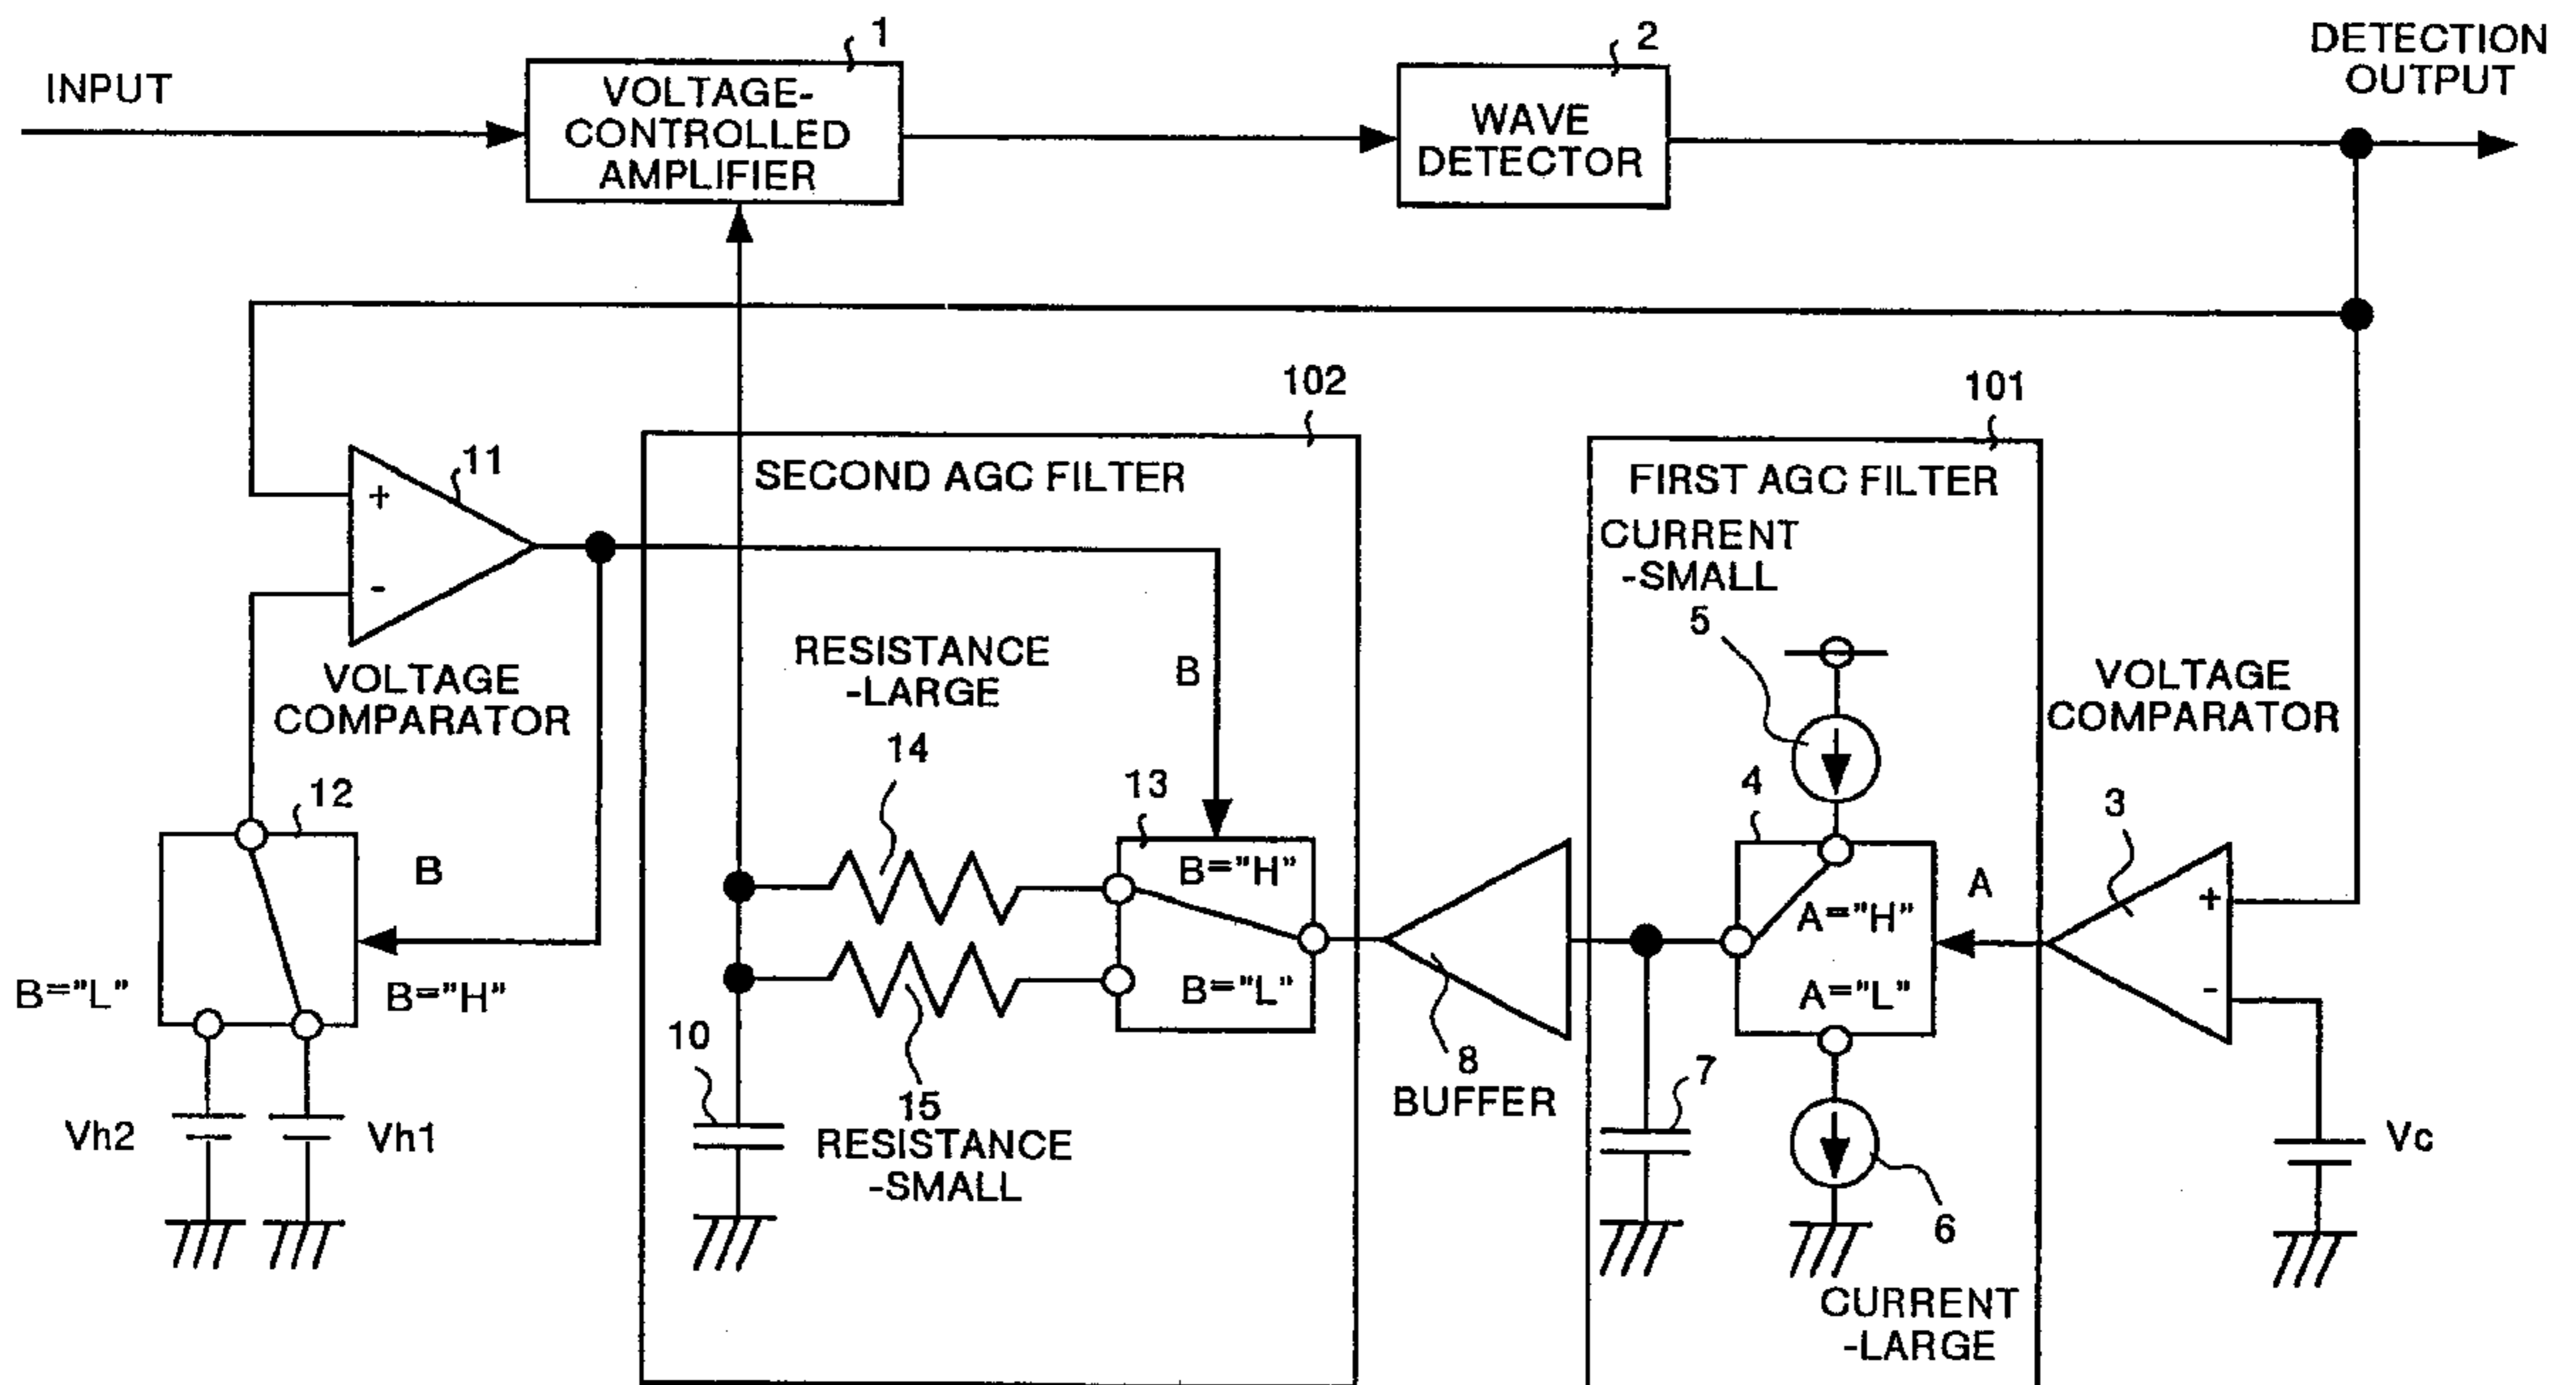 INPUT
1
VOLTAGE-
CONTROLLED
AMPLIFIER
2
WAVE
DETECTOR
DETECTION
OUTPUT
11
+
-
VOLTAGE
COMPARATOR
12
B
B="L"
B="H"
Vh2
Vh1
102
SECOND AGC FILTER
B
RESISTANCE
-LARGE
14
13
B="H"
B="L"
10
15
RESISTANCE
-SMALL
8
BUFFER
101
FIRST AGC FILTER
CURRENT
-SMALL
5
4
A="H"
A="L"
A
7
6
CURRENT
-LARGE
VOLTAGE
COMPARATOR
3
+
-
Vc